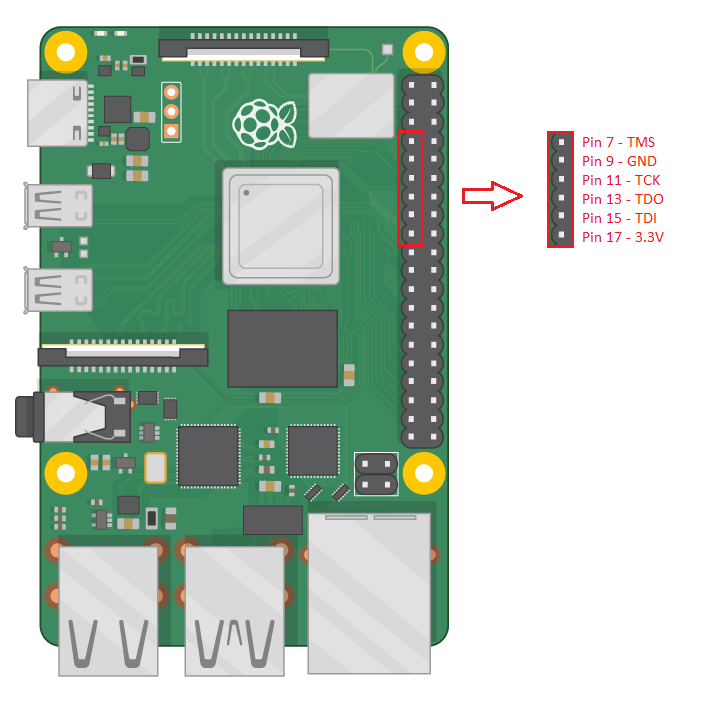 Pin 7 - TMS
Pin 9 - GND
Pin 11 - TCK
Pin 13 - TDO
Pin 15 - TDI
Pin 17 - 3.3V